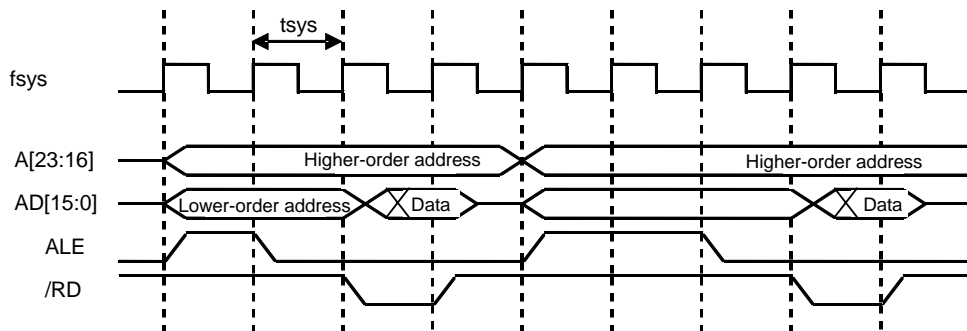 tsys
fsys
A[23:16]
Higher-order address
Higher-order address
AD[15:0]
Lower-order address
Data
Data
ALE
/RD